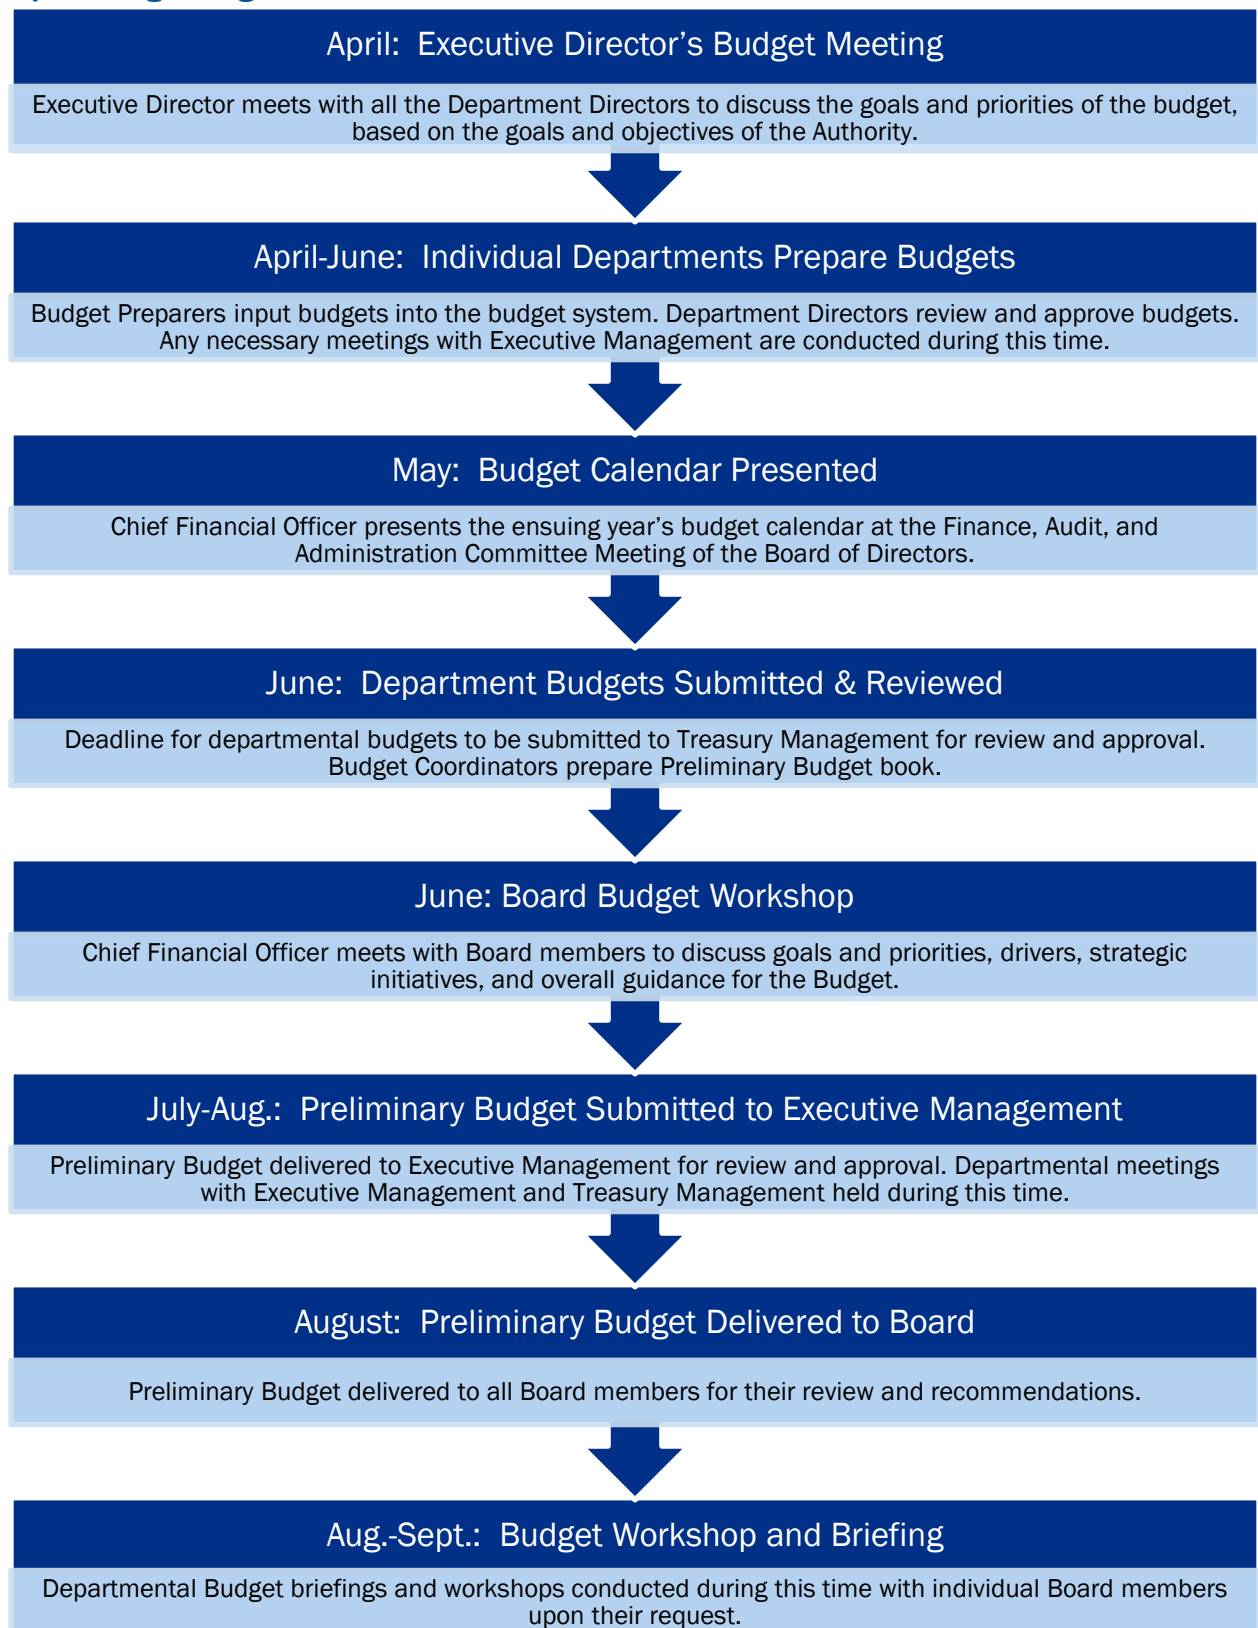 April:  Executive Director’s Budget Meeting
Executive Director meets with all the Department Directors to discuss the goals and priorities of the budget,
based on the goals and objectives of the Authority.
April-June:  Individual Departments Prepare Budgets
Budget Preparers input budgets into the budget system. Department Directors review and approve budgets.
Any necessary meetings with Executive Management are conducted during this time.
May:  Budget Calendar Presented
Chief Financial Officer presents the ensuing year’s budget calendar at the Finance, Audit, and
Administration Committee Meeting of the Board of Directors.
June:  Department Budgets Submitted & Reviewed
Deadline for departmental budgets to be submitted to Treasury Management for review and approval.
Budget Coordinators prepare Preliminary Budget book.
June: Board Budget Workshop
Chief Financial Officer meets with Board members to discuss goals and priorities, drivers, strategic
initiatives, and overall guidance for the Budget.
July-Aug.:  Preliminary Budget Submitted to Executive Management
Preliminary Budget delivered to Executive Management for review and approval. Departmental meetings
with Executive Management and Treasury Management held during this time.
August:  Preliminary Budget Delivered to Board
Preliminary Budget delivered to all Board members for their review and recommendations.
Aug.-Sept.:  Budget Workshop and Briefing
Departmental Budget briefings and workshops conducted during this time with individual Board members
upon their request.